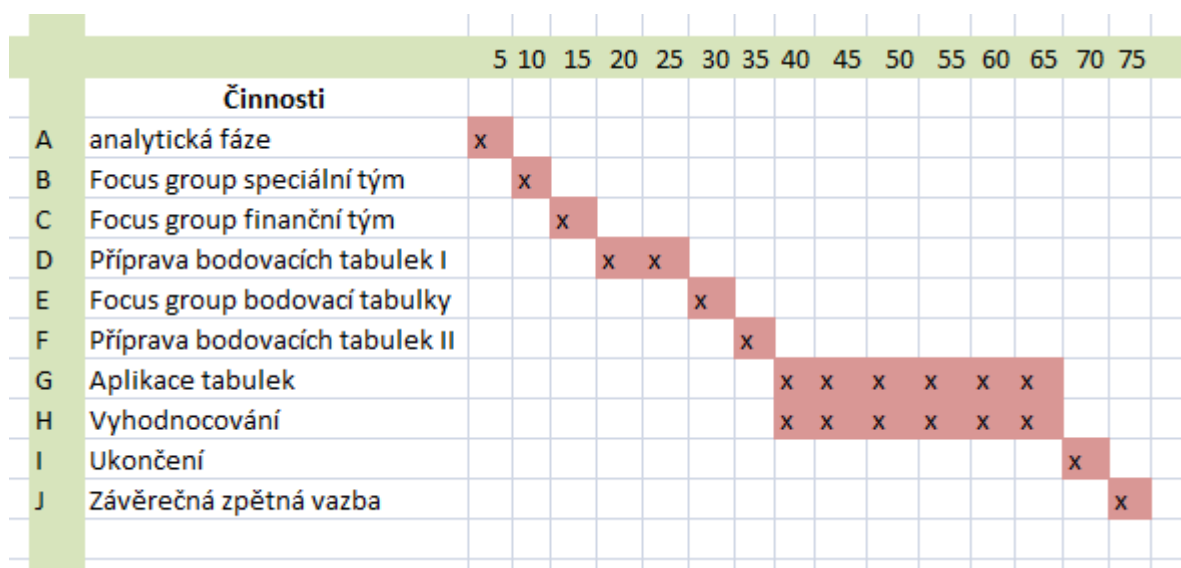 5 10 15 20 25 30 35 40 45 50 55 60 65 70 75
Činnosti
A analytická fáze x
B Focus group speciální tým x
C Focus group finanční tým x
D Příprava bodovacích tabulek I x x
E Focus group bodovací tabulky x
F Příprava bodovacích tabulek II x
G Aplikace tabulek x x x x x x
H Vyhodnocování x x x x x x
I Ukončení x
J Závěrečná zpětná vazba x